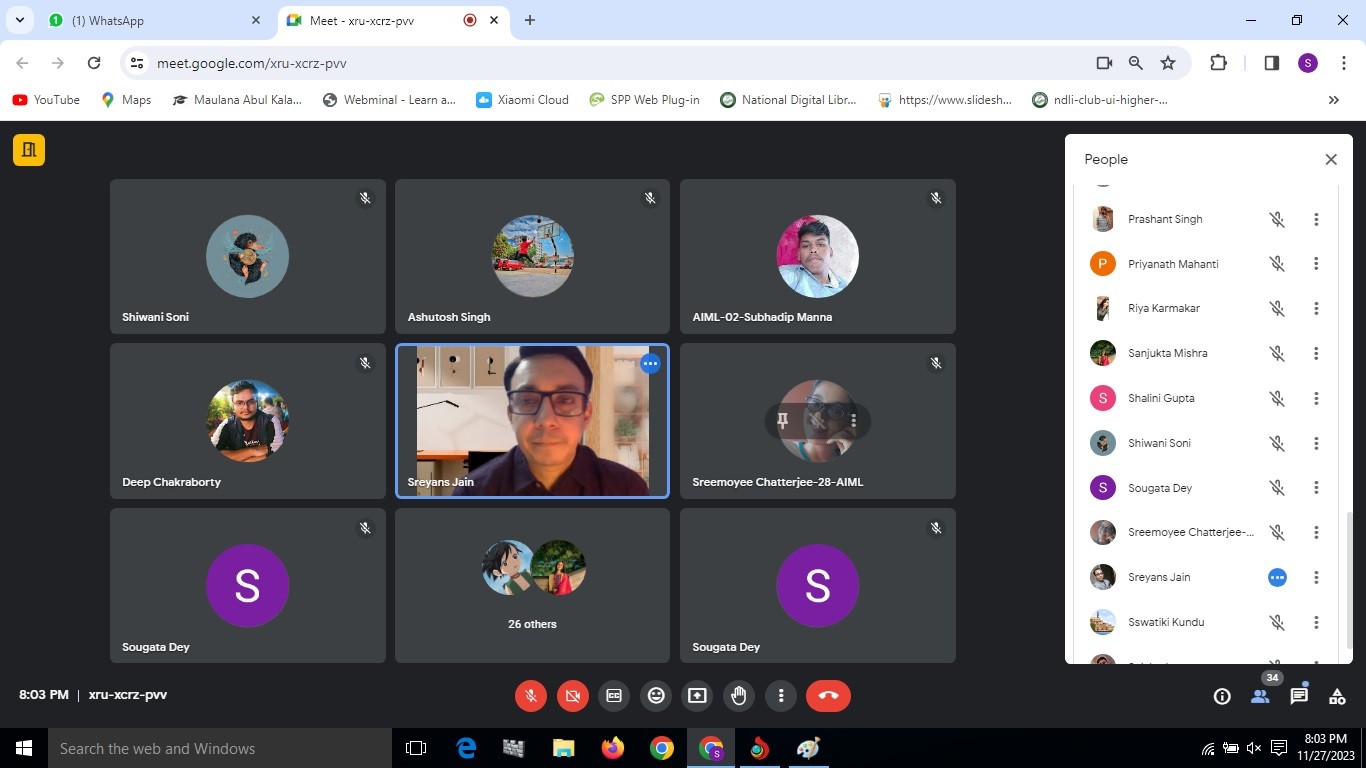 (1) WhatsApp
Meet - xru-xcrz-pvv
meet.google.com/xru-xcrz-pvv
S
YouTube
Maps
Maulana Abul Kala...
Webminal - Learn a...
Xiaomi Cloud
SPP Web Plug-in
National Digital Libr...
https://www.slidesh...
ndli-club-ui-higher-...
People
Shiwani Soni
Ashutosh Singh
AIML-02-Subhadip Manna
Deep Chakraborty
Sreyans Jain
Sreemoyee Chatterjee-28-AIML
S
Sougata Dey
26 others
S
Sougata Dey
Prashant Singh
P Priyanath Mahanti
Riya Karmakar
Sanjukta Mishra
S Shalini Gupta
Shiwani Soni
S Sougata Dey
Sreemoyee Chatterjee-...
Sreyans Jain
Sswatiki Kundu
34
8:03 PM | xru-xcrz-pvv
Search the web and Windows
8:03 PM
11/27/2023